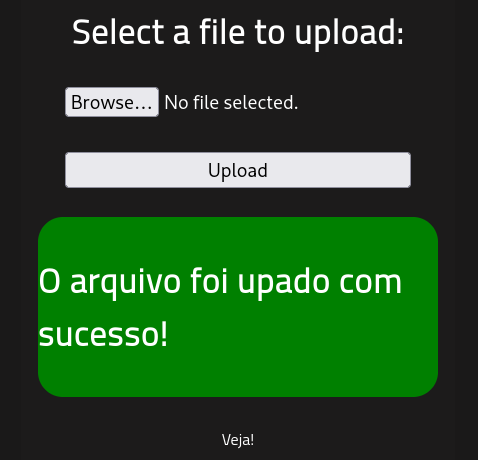 Select a file to upload:
Browse... No file selected.
Upload
O arquivo foi upado com
sucesso!
Veja!